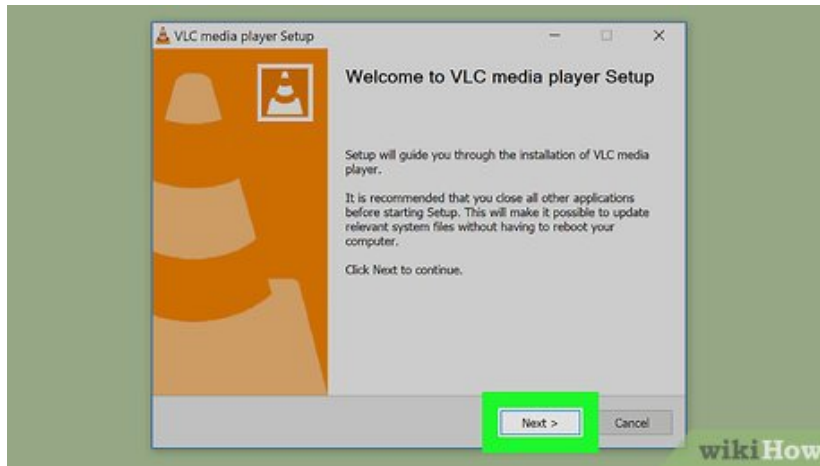 VLC media player Setup
Welcome to VLC media player Setup
Setup will guide you through the installation of VLC media
player.
It is recommended that you close all other applications
before starting Setup. This will make it possible to update
relevant system files without having to reboot your
computer.
Click Next to continue.
Next >
Cancel
wikiHow